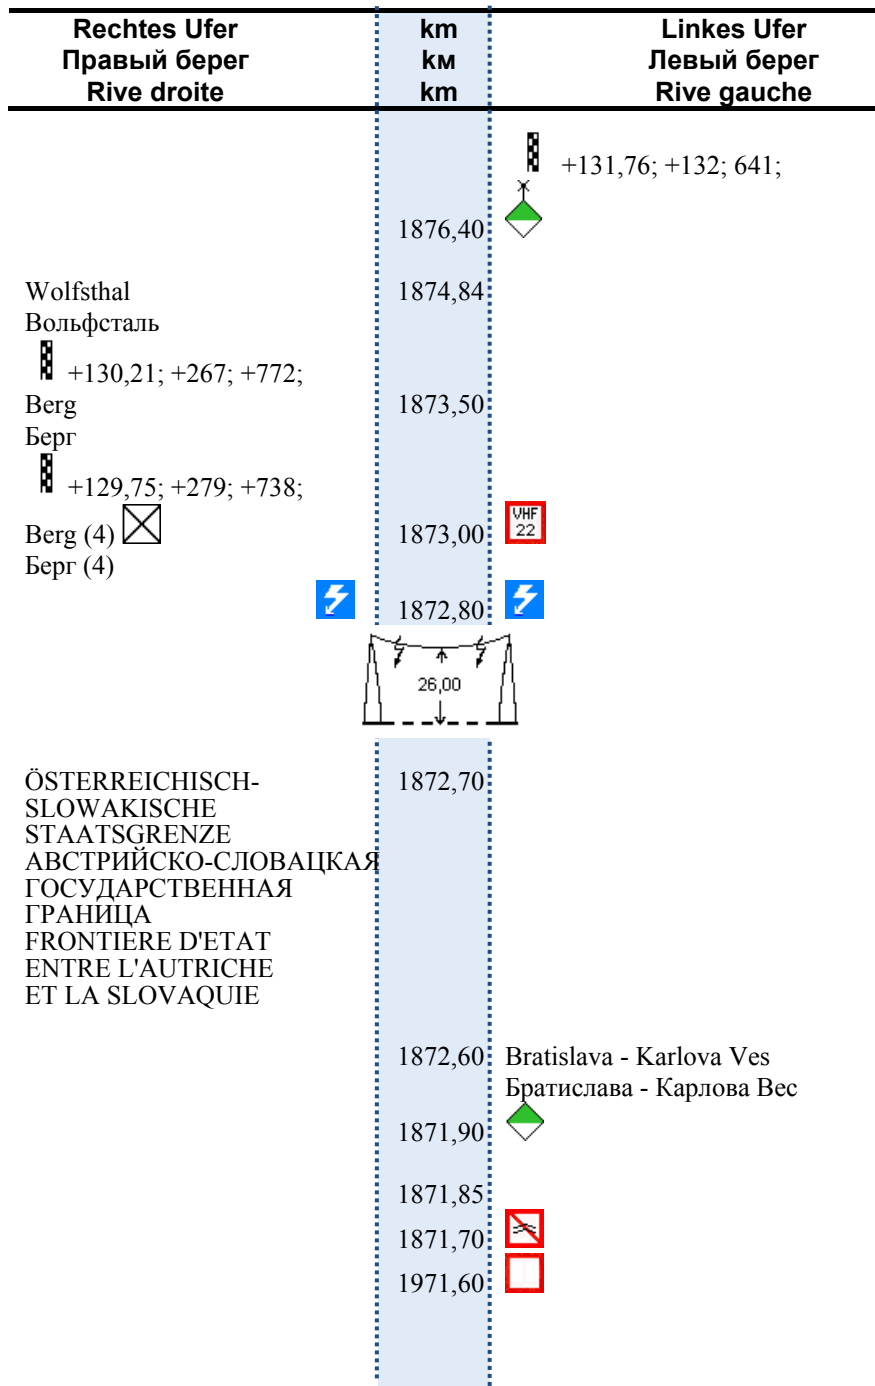 Rechtes Ufer km Linkes Ufer
Правый берег км Левый берег
Rive droite km Rive gauche
+131,76; +132; 641;
1876,40
Wolfsthal 1874,84
Вольфсталь
+130,21; +267; +772;
Berg 1873,50
Берг
+129,75; +279; +738;
Berg (4) 1873,00 VHF 22
Берг (4)
1872,80
26,00
ÖSTERREICHISCH- 1872,70
SLOWAKISCHE
STAATSGRENZE
АВСТРИЙСКО-СЛОВАЦКАЯ
ГОСУДАРСТВЕННАЯ
ГРАНИЦА
FRONTIERE D'ETAT
ENTRE L'AUTRICHE
ET LA SLOVAQUIE
1872,60 Bratislava - Karlova Ves
Братислава - Карлова Вес
1871,90
1871,85
1871,70
1971,60